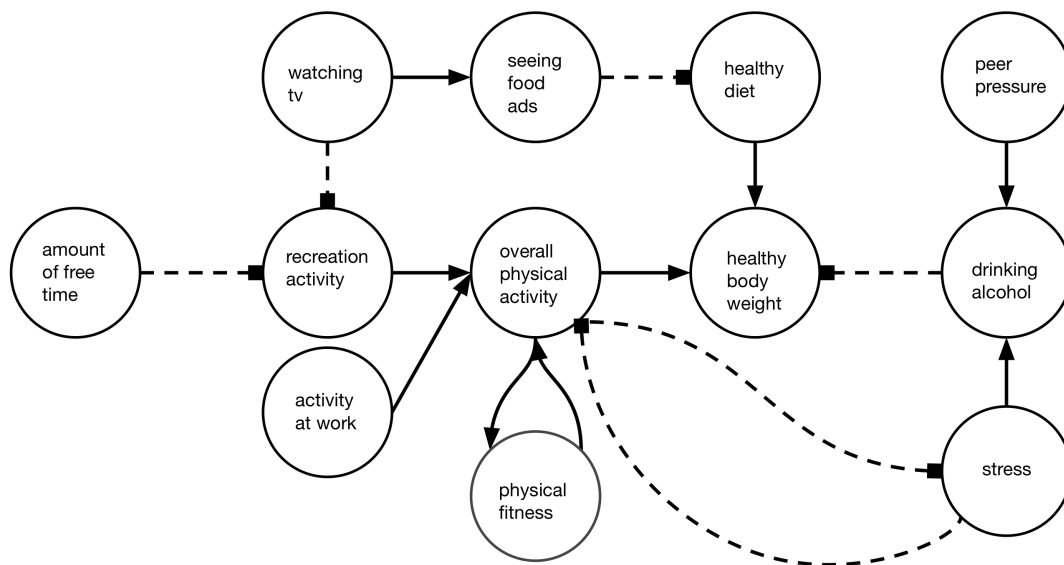 watching
tv
seeing
food
ads
healthy
diet
peer
pressure
amount
of free
time
recreation
activity
overall
physical
activity
healthy
body
weight
drinking
alcohol
activity
at work
physical
fitness
stress